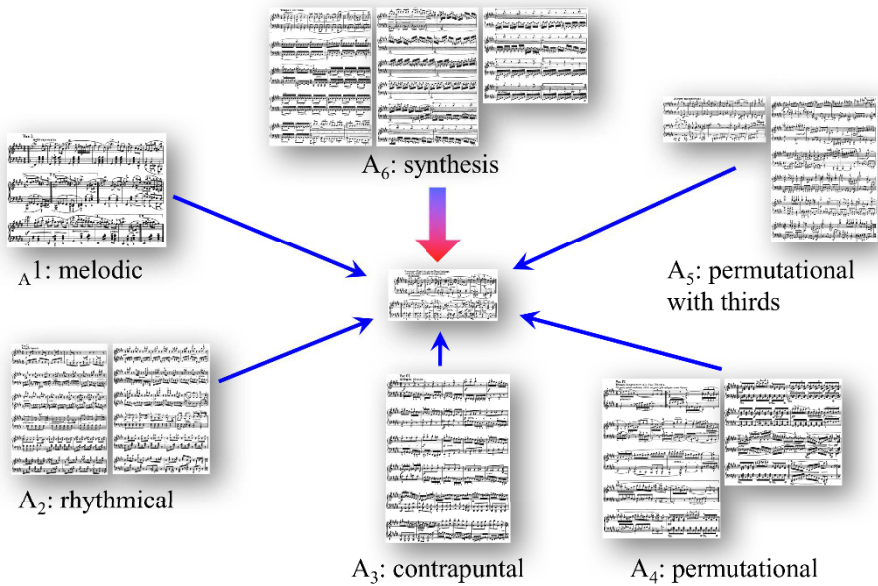 A₆: synthesis
A1: melodic
A₅: permutational
with thirds
A₂: rhythmical
A₃: contrapuntal
A₄: permutational